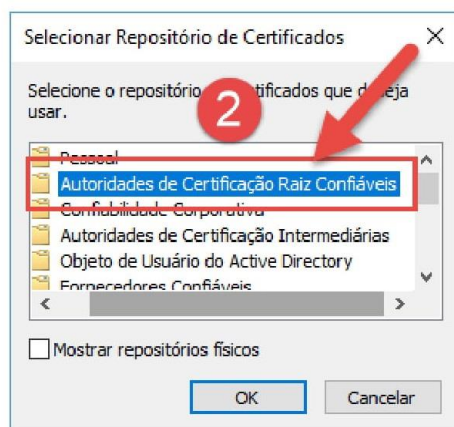 Selecionar Repositório de Certificados
Selecione o repositório
que
usar.
2
Pessoal
Autoridades de Certificação Raiz Confiáveis
Confiabilidade Corporativa
Autoridades de Certificação Intermediárias
Objeto de Usuário do Active Directory
Fornecedores Confiáveis
Mostrar repositórios físicos
OK
Cancelar